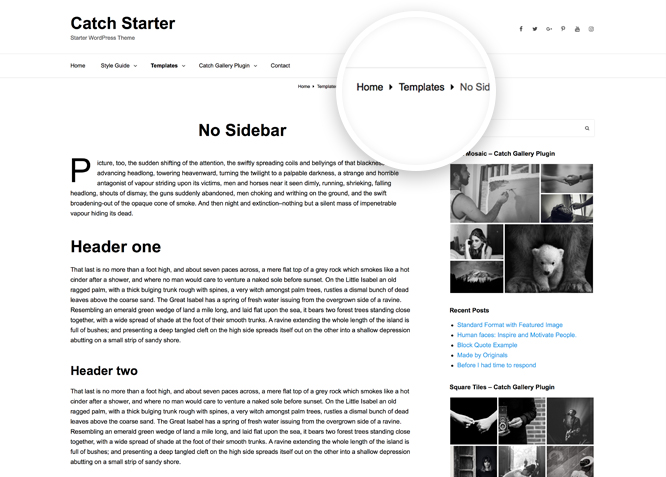 Catch Starter
Starter WordPress Theme
Home Style Guide Templates Catch Gallery Plugin Contact
Home Templates
Home Templates No Sid
No Sidebar
Picture, too, the sudden shifting of the attention, the swiftly spreading coils and bellyings of that blackness
advancing headlong, towering heavenward, turning the twilight to a palpable darkness, a strange and horrible
antagonist of vapour striding upon its victims, men and horses near it seen dimly, running, shrieking, falling
headlong, shouts of dismay, the guns suddenly abandoned, men choking and writhing on the ground, and the swift
broadening-out of the opaque cone of smoke. And then night and extinction–nothing but a silent mass of impenetrable
vapour hiding its dead.
Header one
That last is no more than a foot high, and about seven paces across, a mere flat top of a grey rock which smokes like a hot
cinder after a shower, and where no man would care to venture a naked sole before sunset. On the Little Isabel an old
ragged palm, with a thick bulging trunk rough with spines, a very witch amongst palm trees, rustles a dismal bunch of dead
leaves above the coarse sand. The Great Isabel has a spring of fresh water issuing from the overgrown side of a ravine.
Resembling an emerald green wedge of land a mile long, and laid flat upon the sea, it bears two forest trees standing close
together, with a wide spread of shade at the foot of their smooth trunks. A ravine extending the whole length of the island is
full of bushes; and presenting a deep tangled cleft on the high side spreads itself out on the other into a shallow depression
abutting on a small strip of sandy shore.
Header two
That last is no more than a foot high, and about seven paces across, a mere flat top of a grey rock which smokes like a hot
cinder after a shower, and where no man would care to venture a naked sole before sunset. On the Little Isabel an old
ragged palm, with a thick bulging trunk rough with spines, a very witch amongst palm trees, rustles a dismal bunch of dead
leaves above the coarse sand. The Great Isabel has a spring of fresh water issuing from the overgrown side of a ravine.
Resembling an emerald green wedge of land a mile long, and laid flat upon the sea, it bears two forest trees standing close
together, with a wide spread of shade at the foot of their smooth trunks. A ravine extending the whole length of the island is
full of bushes; and presenting a deep tangled cleft on the high side spreads itself out on the other into a shallow depression
abutting on a small strip of sandy shore.
Mosaic – Catch Gallery Plugin
Recent Posts
Standard Format with Featured Image
Human faces: Inspire and Motivate People.
Block Quote Example
Made by Originals
Before I had time to respond
Square Tiles – Catch Gallery Plugin